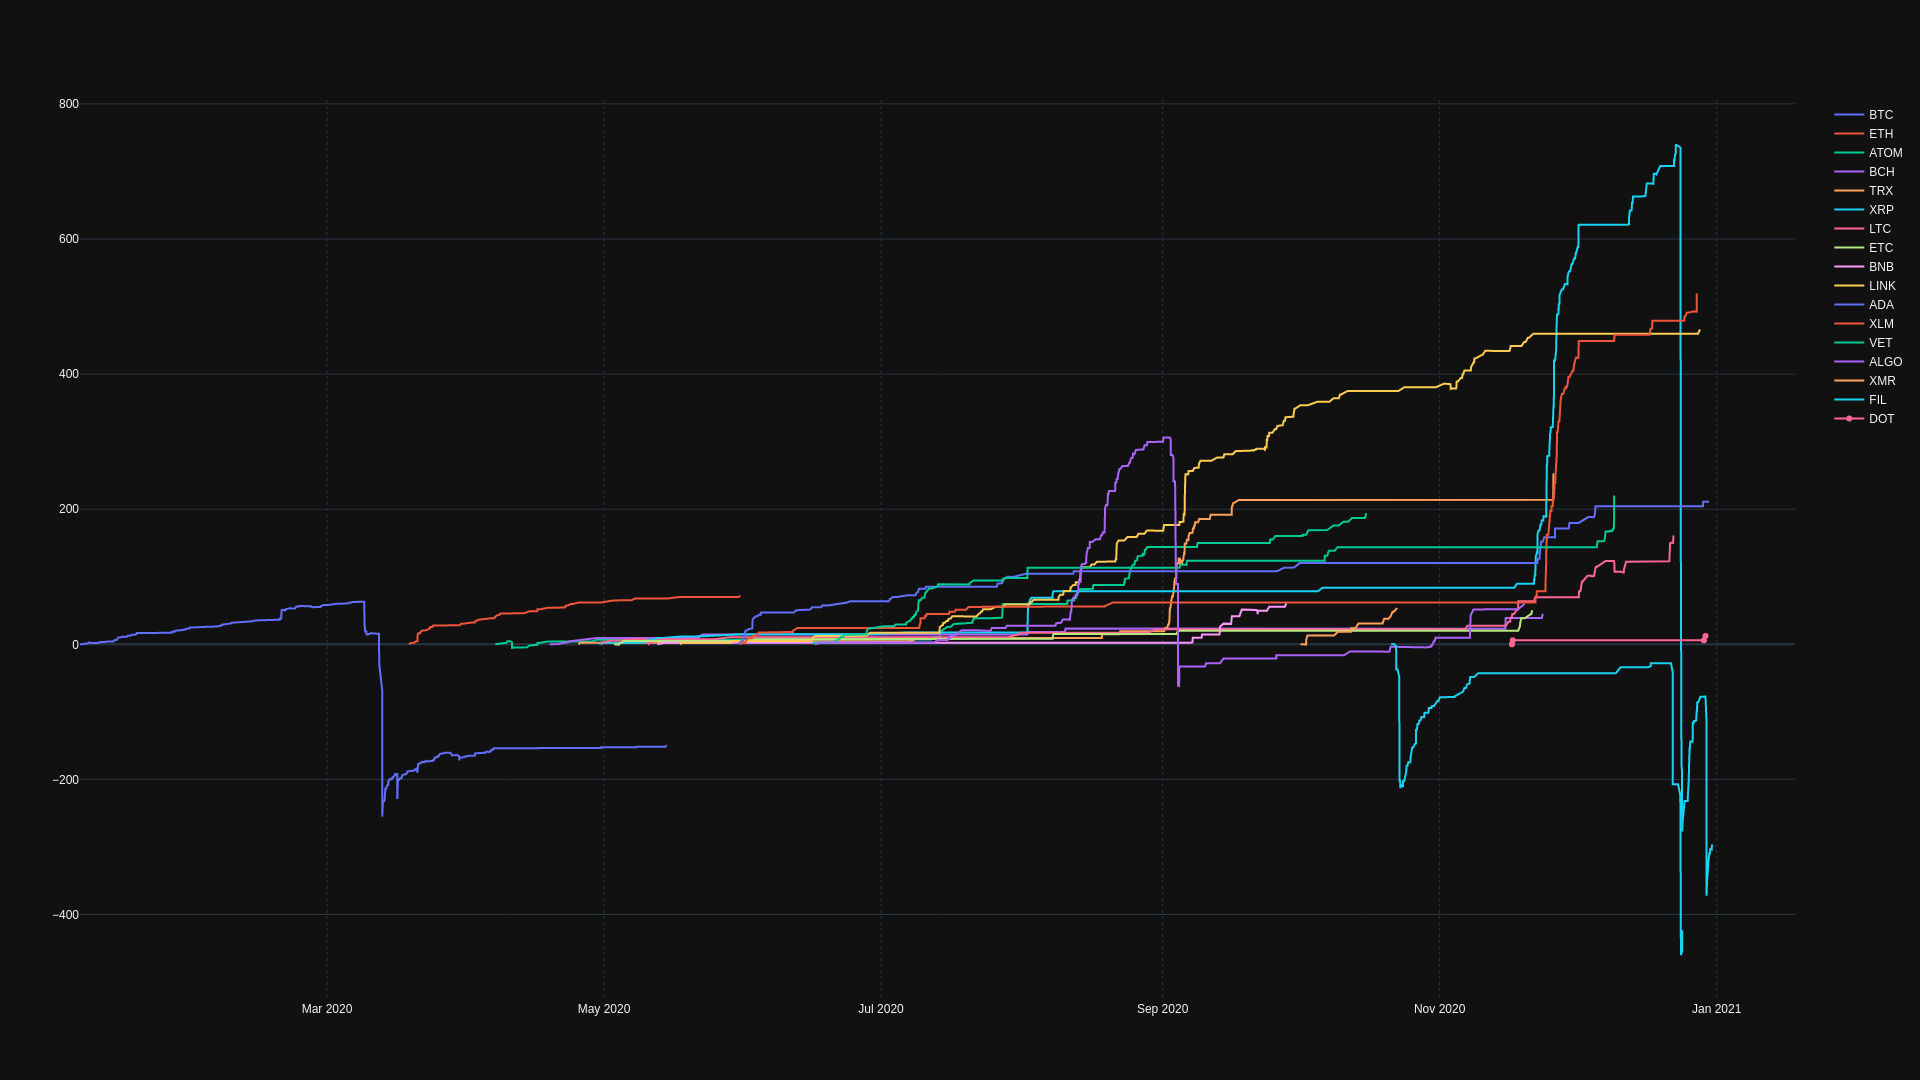 800
600
400
200
0
−200
−400
Mar 2020
May 2020
Jul 2020
Sep 2020
Nov 2020
Jan 2021
BTC
ETH
ATOM
BCH
TRX
XRP
LTC
ETC
BNB
LINK
ADA
XLM
VET
ALGO
XMR
FIL
DOT